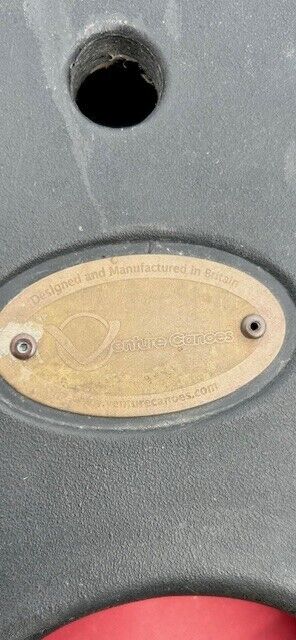 Designed and Manufactured in Britain
Venture Canoes
www.venturecanoes.com